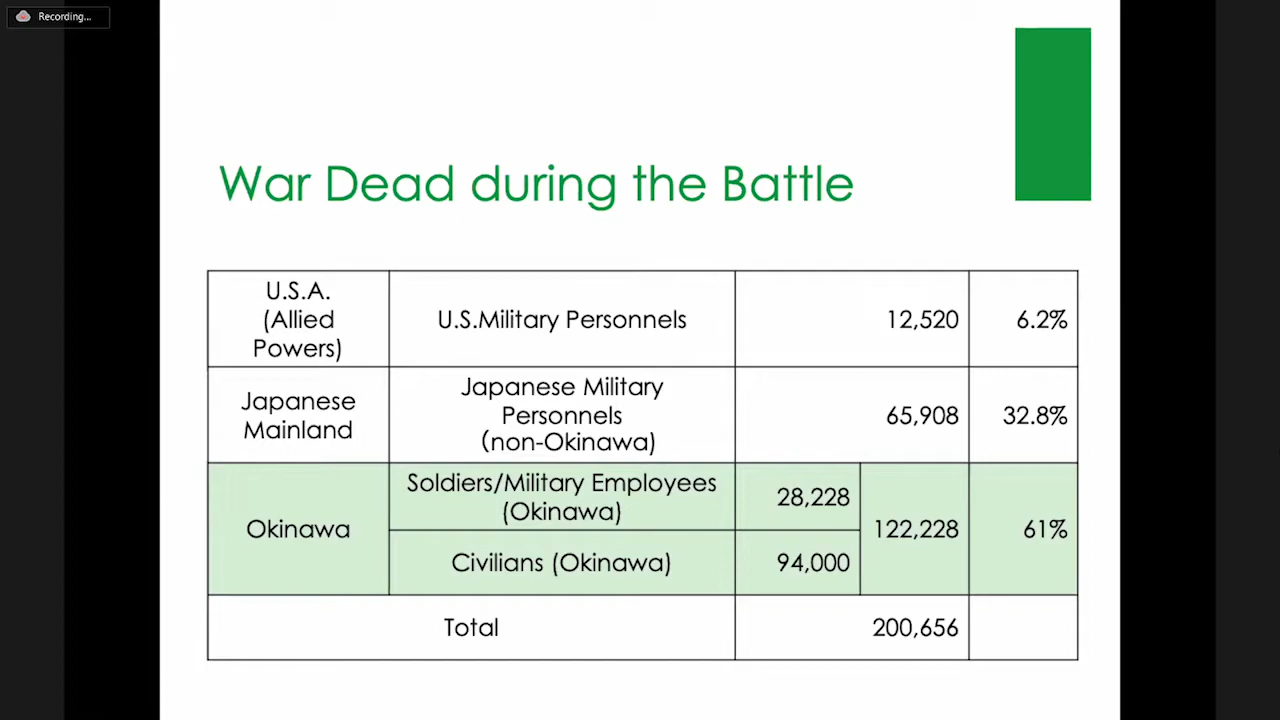 Recording...
War Dead during the Battle
U.S.A.
(Allied
Powers)
U.S.Military Personnels
12,520
6.2%
Japanese
Mainland
Japanese Military
Personnels
(non-Okinawa)
65,908
32.8%
Okinawa
Soldiers/Military Employees
(Okinawa)
28,228
Civilians (Okinawa)
94,000
122,228
61%
Total
200,656